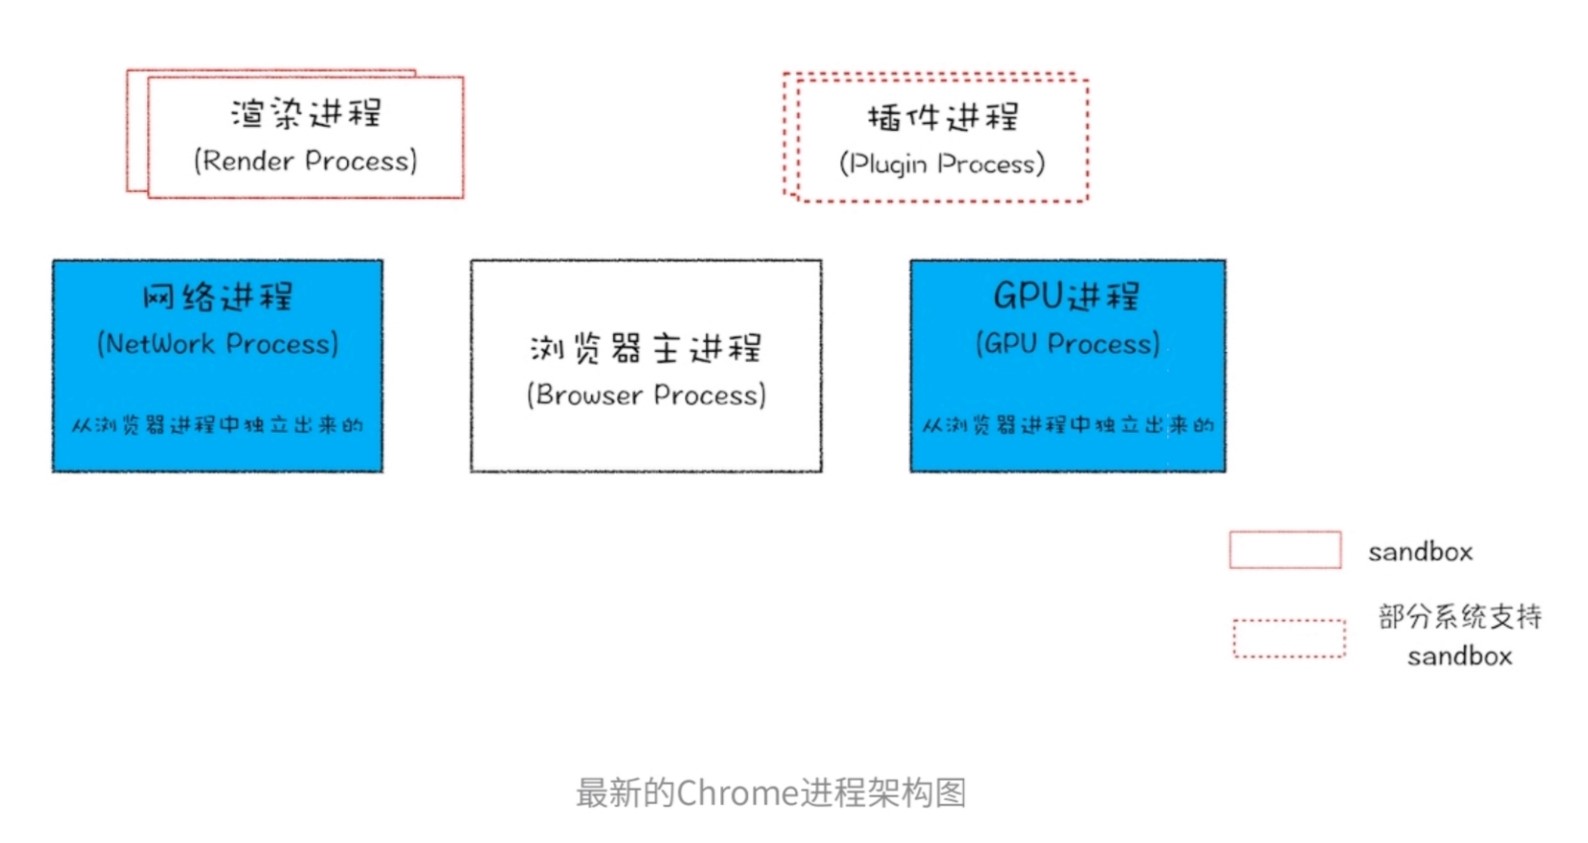 渲染进程
(Render Process)
插件进程
(Plugin Process)
网络进程
(NetWork Process)
从浏览器进程中独立出来的
浏览器主进程
(Browser Process)
GPU进程
(GPU Process)
从浏览器进程中独立出来的
sandbox
部分系统支持
sandbox
最新的Chrome进程架构图